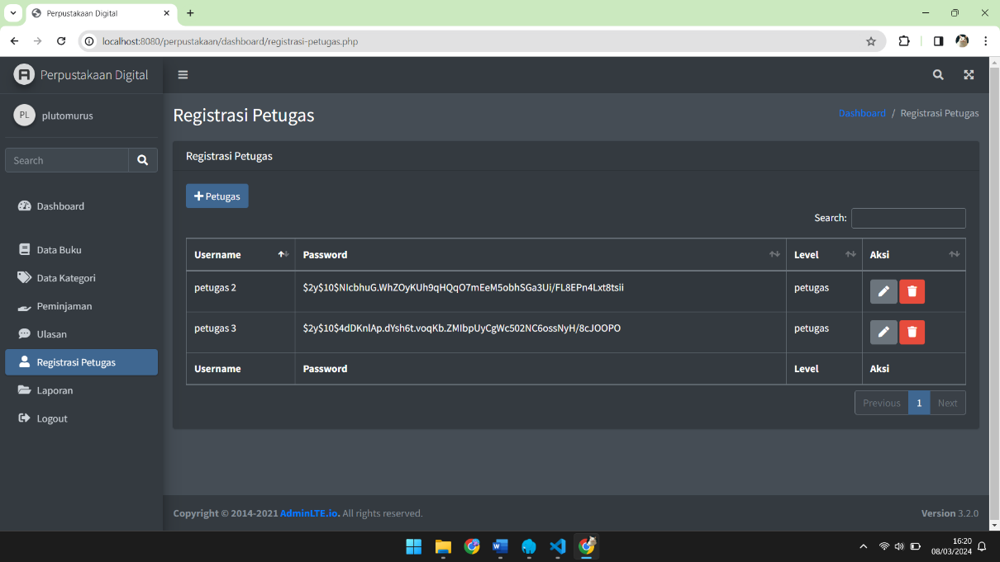 Perpustakaan Digital
localhost:8080/perpustakaan/dashboard/registrasi-petugas.php
Perpustakaan Digital
PL plutomurus
Search
Dashboard
Data Buku
Data Kategori
Peminjaman
Ulasan
Registrasi Petugas
Laporan
Logout
Registrasi Petugas
Dashboard / Registrasi Petugas
Registrasi Petugas
Petugas
Search:
Username Password Level Aksi
petugas 2 $2y$10$NIcbhuG.WhZOyKUh9qHQqO7mEeM5obhSGa3Ui/FL8EPn4Lxt8tsii petugas
petugas 3 $2y$10$4dDKnlAp.dYsh6t.voqKb.ZMIbpUyCgWc502NC6ossNyH/8cJOOPO petugas
Username Password Level Aksi
Previous 1 Next
Copyright © 2014-2021 AdminLTE.io. All rights reserved.
Version 3.2.0
16:20
08/03/2024